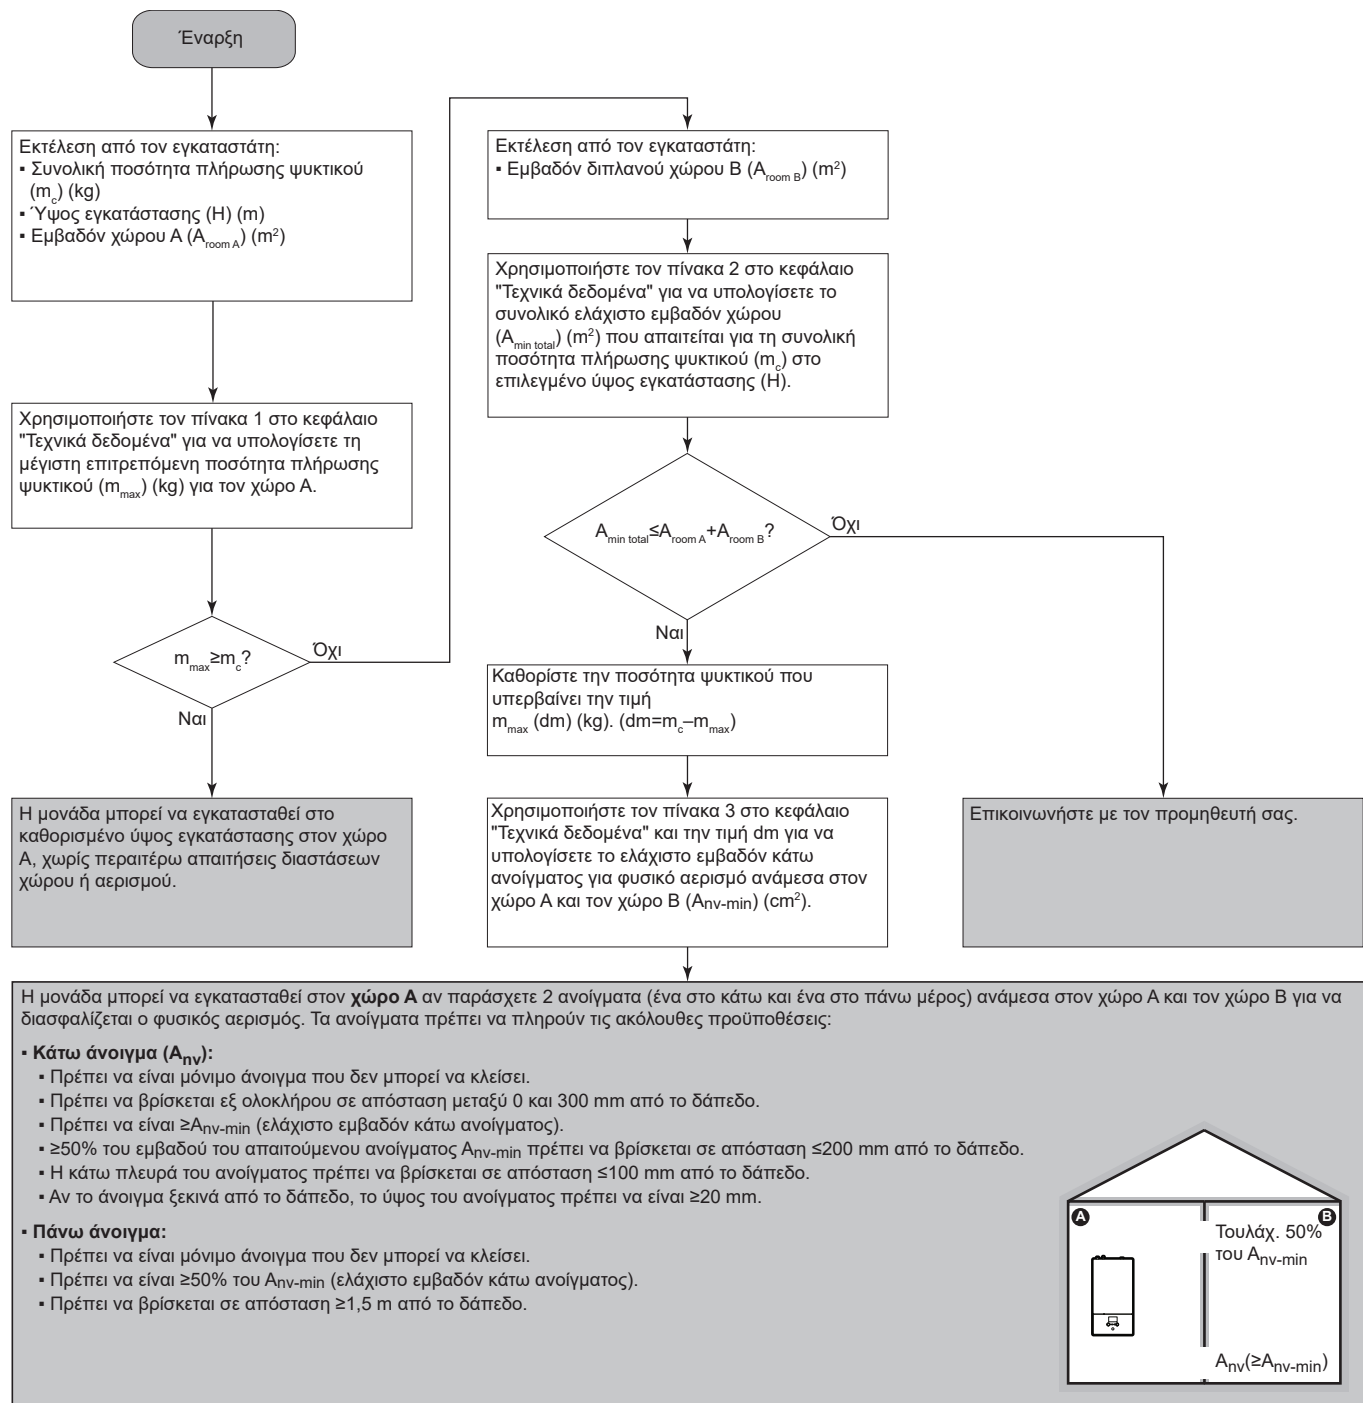 Έναρξη
Εκτέλεση από τον εγκαταστάτη:
▪ Συνολική ποσότητα πλήρωσης ψυκτικού
(mc) (kg)
▪ Ύψος εγκατάστασης (H) (m)
▪ Εμβαδόν χώρου A (Aroom A) (m²)
Χρησιμοποιήστε τον πίνακα 1 στο κεφάλαιο
"Τεχνικά δεδομένα" για να υπολογίσετε τη
μέγιστη επιτρεπόμενη ποσότητα πλήρωσης
ψυκτικού (mmax) (kg) για τον χώρο A.
mmax≥mc?
Όχι
Ναι
Η μονάδα μπορεί να εγκατασταθεί στο
καθορισμένο ύψος εγκατάστασης στον χώρο
A, χωρίς περαιτέρω απαιτήσεις διαστάσεων
χώρου ή αερισμού.
Εκτέλεση από τον εγκαταστάτη:
▪ Εμβαδόν διπλανού χώρου B (Aroom B) (m²)
Χρησιμοποιήστε τον πίνακα 2 στο κεφάλαιο
"Τεχνικά δεδομένα" για να υπολογίσετε το
συνολικό ελάχιστο εμβαδόν χώρου
(Amin total) (m²) που απαιτείται για τη συνολική
ποσότητα πλήρωσης ψυκτικού (mc) στο
επιλεγμένο ύψος εγκατάστασης (H).
Amin total≤Aroom A+Aroom B?
Όχι
Ναι
Καθορίστε την ποσότητα ψυκτικού που
υπερβαίνει την τιμή
mmax (dm) (kg). (dm=mc–mmax)
Χρησιμοποιήστε τον πίνακα 3 στο κεφάλαιο
"Τεχνικά δεδομένα" και την τιμή dm για να
υπολογίσετε το ελάχιστο εμβαδόν κάτω
ανοίγματος για φυσικό αερισμό ανάμεσα στον
χώρο A και τον χώρο B (Anv-min) (cm²).
Επικοινωνήστε με τον προμηθευτή σας.
Η μονάδα μπορεί να εγκατασταθεί στον χώρο A αν παράσχετε 2 ανοίγματα (ένα στο κάτω και ένα στο πάνω μέρος) ανάμεσα στον χώρο A και τον χώρο B για να
διασφαλίζεται ο φυσικός αερισμός. Τα ανοίγματα πρέπει να πληρούν τις ακόλουθες προϋποθέσεις:
▪ Κάτω άνοιγμα (Anv):
▪ Πρέπει να είναι μόνιμο άνοιγμα που δεν μπορεί να κλείσει.
▪ Πρέπει να βρίσκεται εξ ολοκλήρου σε απόσταση μεταξύ 0 και 300 mm από το δάπεδο.
▪ Πρέπει να είναι ≥Anv-min (ελάχιστο εμβαδόν κάτω ανοίγματος).
▪ ≥50% του εμβαδού του απαιτούμενου ανοίγματος Anv-min πρέπει να βρίσκεται σε απόσταση ≤200 mm από το δάπεδο.
▪ Η κάτω πλευρά του ανοίγματος πρέπει να βρίσκεται σε απόσταση ≤100 mm από το δάπεδο.
▪ Αν το άνοιγμα ξεκινά από το δάπεδο, το ύψος του ανοίγματος πρέπει να είναι ≥20 mm.
▪ Πάνω άνοιγμα:
▪ Πρέπει να είναι μόνιμο άνοιγμα που δεν μπορεί να κλείσει.
▪ Πρέπει να είναι ≥50% του Anv-min (ελάχιστο εμβαδόν κάτω ανοίγματος).
▪ Πρέπει να βρίσκεται σε απόσταση ≥1,5 m από το δάπεδο.
A
B
Τουλάχ. 50%
του Anv-min
Anv(≥Anv-min)